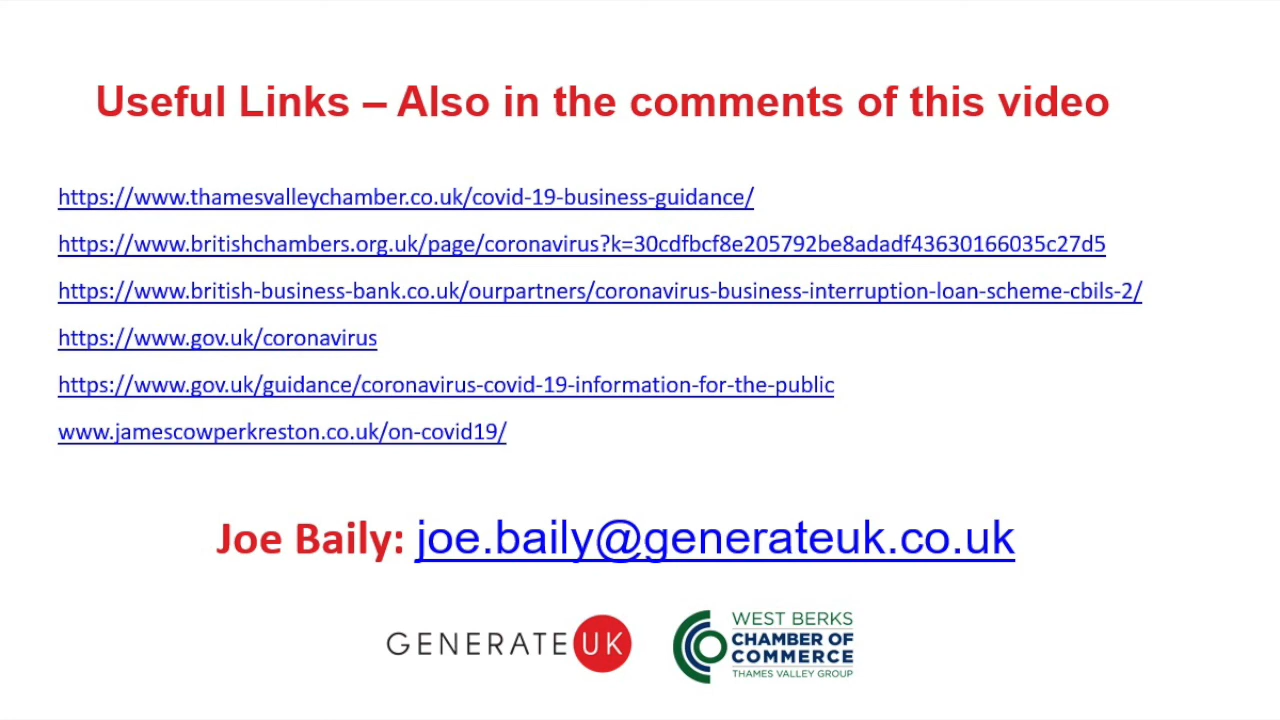 Useful Links – Also in the comments of this video
https://www.thamesvalleychamber.co.uk/covid-19-business-guidance/
https://www.britishchambers.org.uk/page/coronavirus?k=30cdfbcf8e205792be8adadf43630166035c27d5
https://www.british-business-bank.co.uk/ourpartners/coronavirus-business-interruption-loan-scheme-cbils-2/
https://www.gov.uk/coronavirus
https://www.gov.uk/guidance/coronavirus-covid-19-information-for-the-public
www.jamescowperkreston.co.uk/on-covid19/
Joe Baily: joe.baily@generateuk.co.uk
GENERATE UK
WEST BERKS
CHAMBER OF
COMMERCE
THAMES VALLEY GROUP